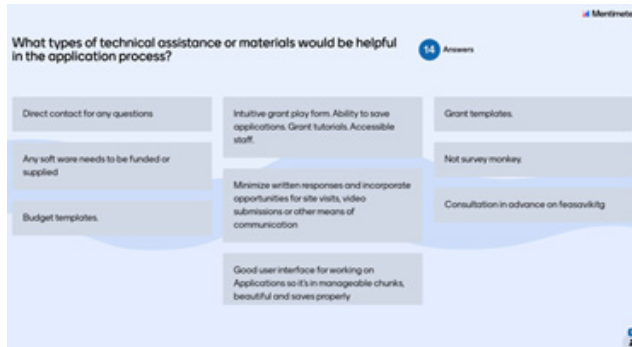 Mentimeter
What types of technical assistance or materials would be helpful
in the application process?
14 Answers
Direct contact for any questions
Any soft ware needs to be funded or
supplied
Budget templates.
Intuitive grant play form. Ability to save
applications. Grant tutorials. Accessible
staff.
Minimize written responses and incorporate
opportunities for site visits, video
submissions or other means of
communication
Good user interface for working on
Applications so it's in manageable chunks,
beautiful and saves properly
Grant templates.
Not survey monkey.
Consultation in advance on feasavikitg